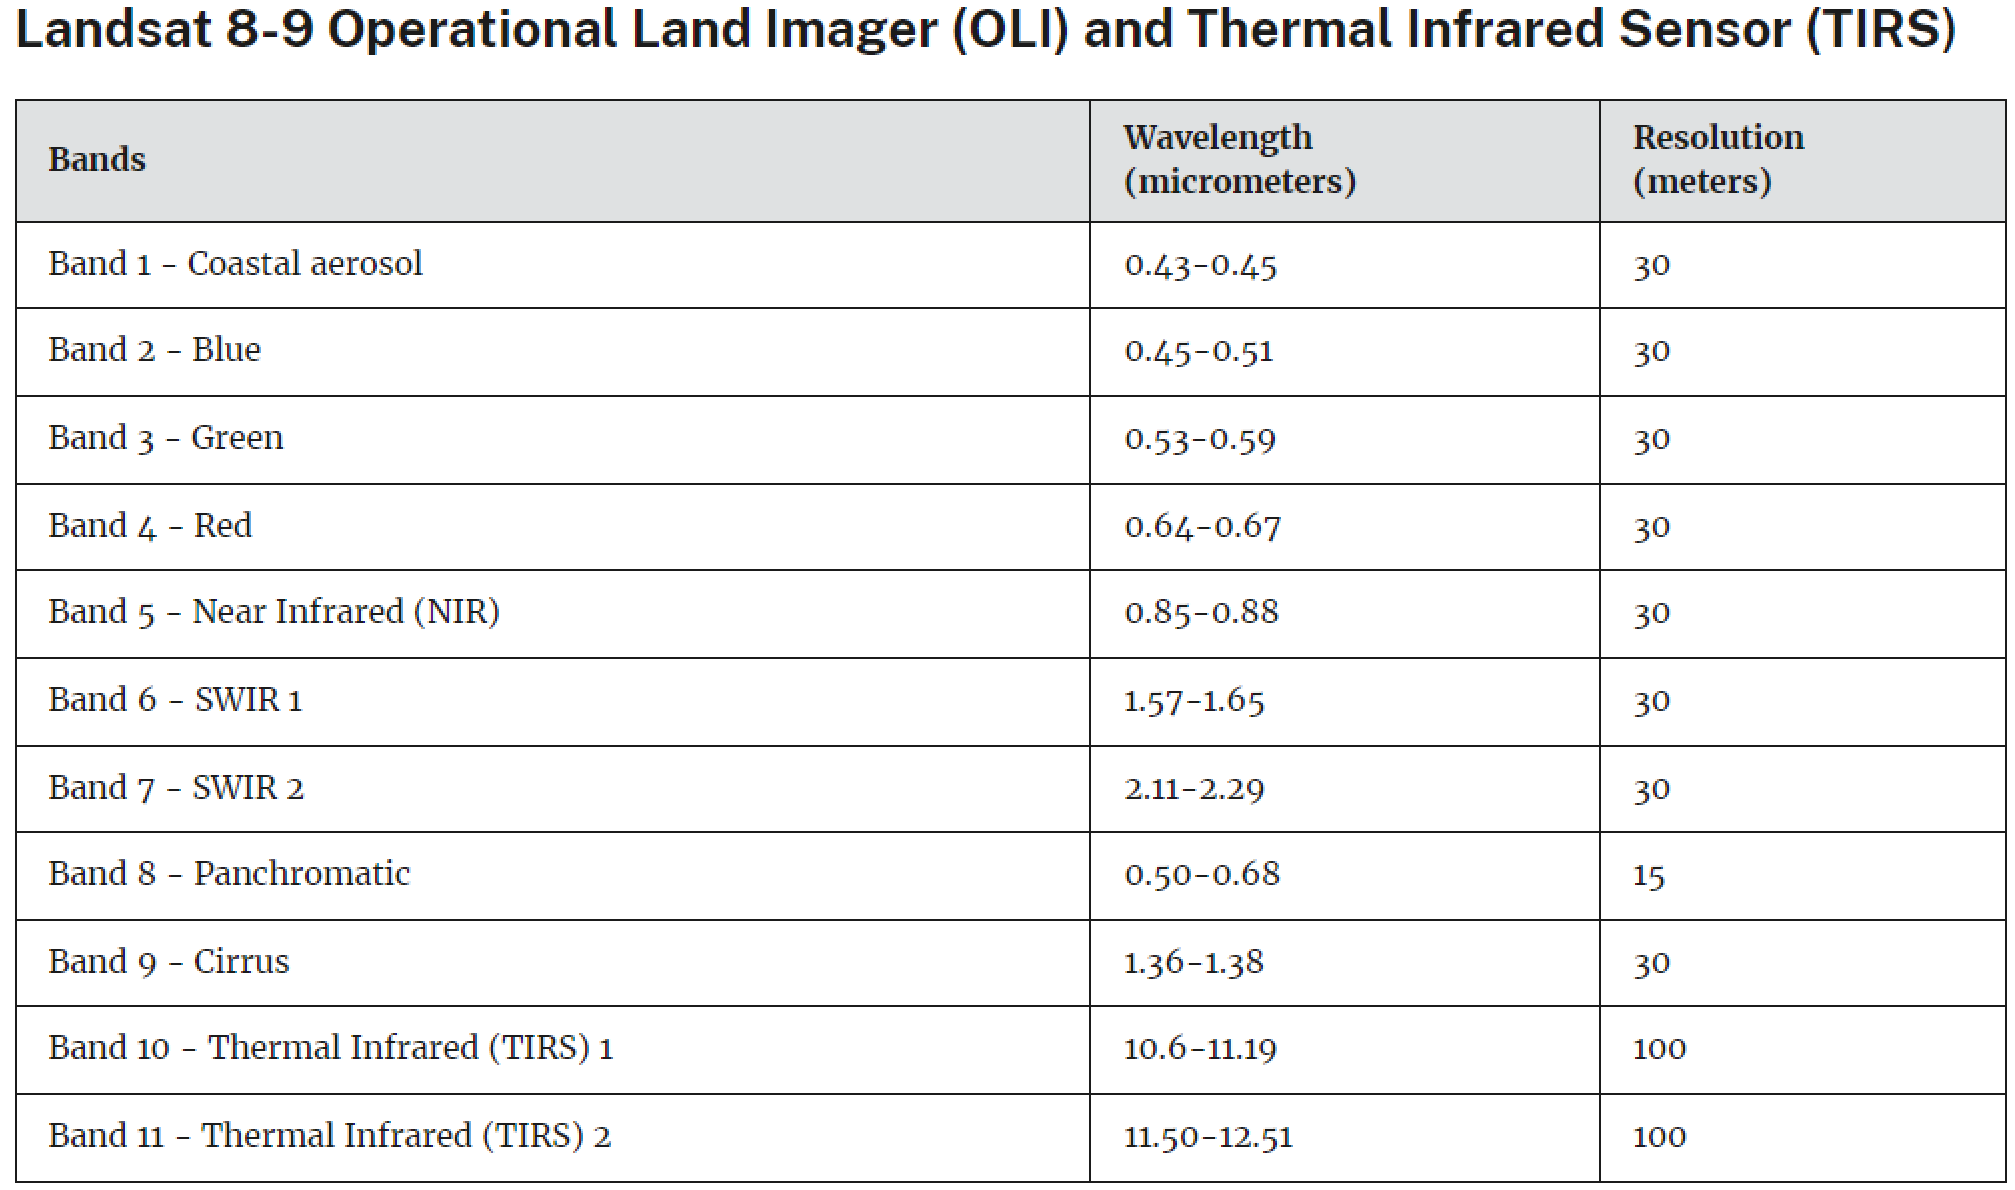 Landsat 8-9 Operational Land Imager (OLI) and Thermal Infrared Sensor (TIRS)
Bands Wavelength (micrometers) Resolution (meters)
Band 1 - Coastal aerosol 0.43-0.45 30
Band 2 - Blue 0.45-0.51 30
Band 3 - Green 0.53-0.59 30
Band 4 - Red 0.64-0.67 30
Band 5 - Near Infrared (NIR) 0.85-0.88 30
Band 6 - SWIR 1 1.57-1.65 30
Band 7 - SWIR 2 2.11-2.29 30
Band 8 - Panchromatic 0.50-0.68 15
Band 9 - Cirrus 1.36-1.38 30
Band 10 - Thermal Infrared (TIRS) 1 10.6-11.19 100
Band 11 - Thermal Infrared (TIRS) 2 11.50-12.51 100